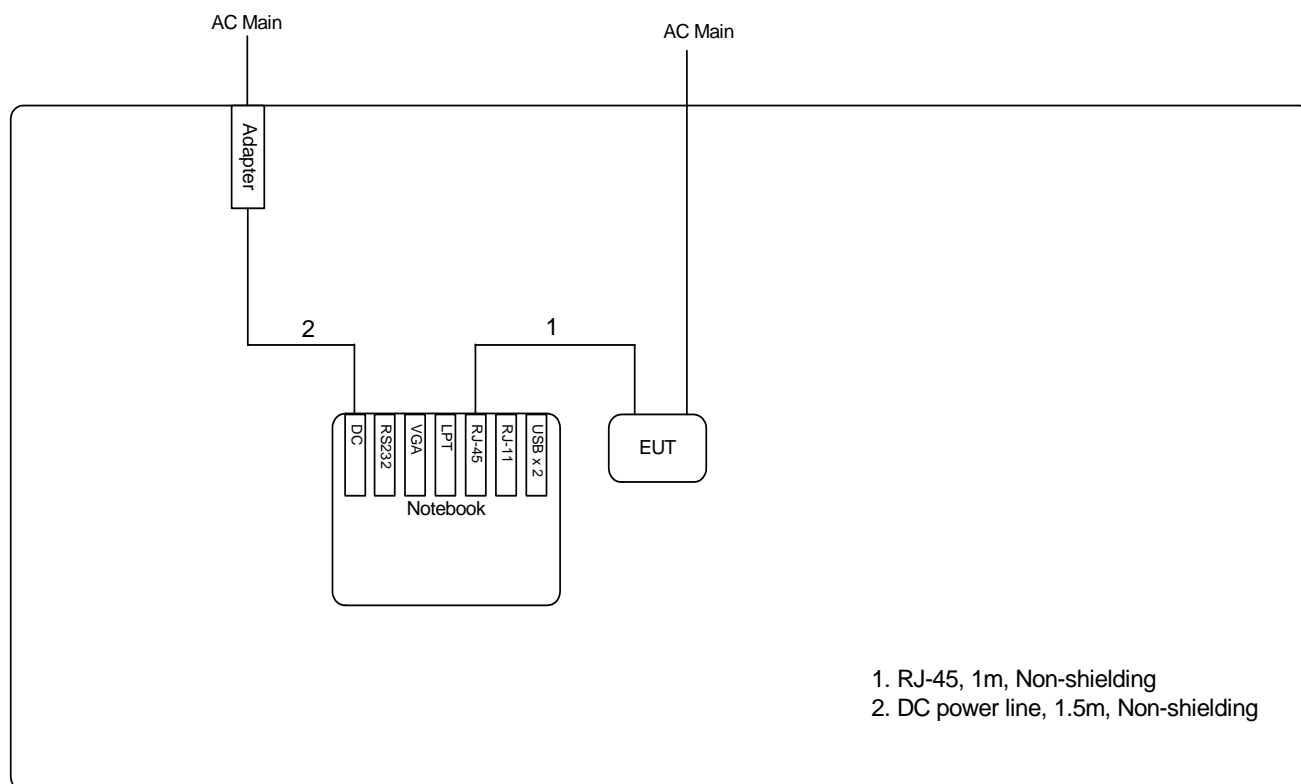 AC Main
AC Main
Adapter
2
1
DC
RS232
VGA
LPT
RJ-45
RJ-11
USB x 2
EUT
Notebook
1. RJ-45, 1m, Non-shielding
2. DC power line, 1.5m, Non-shielding